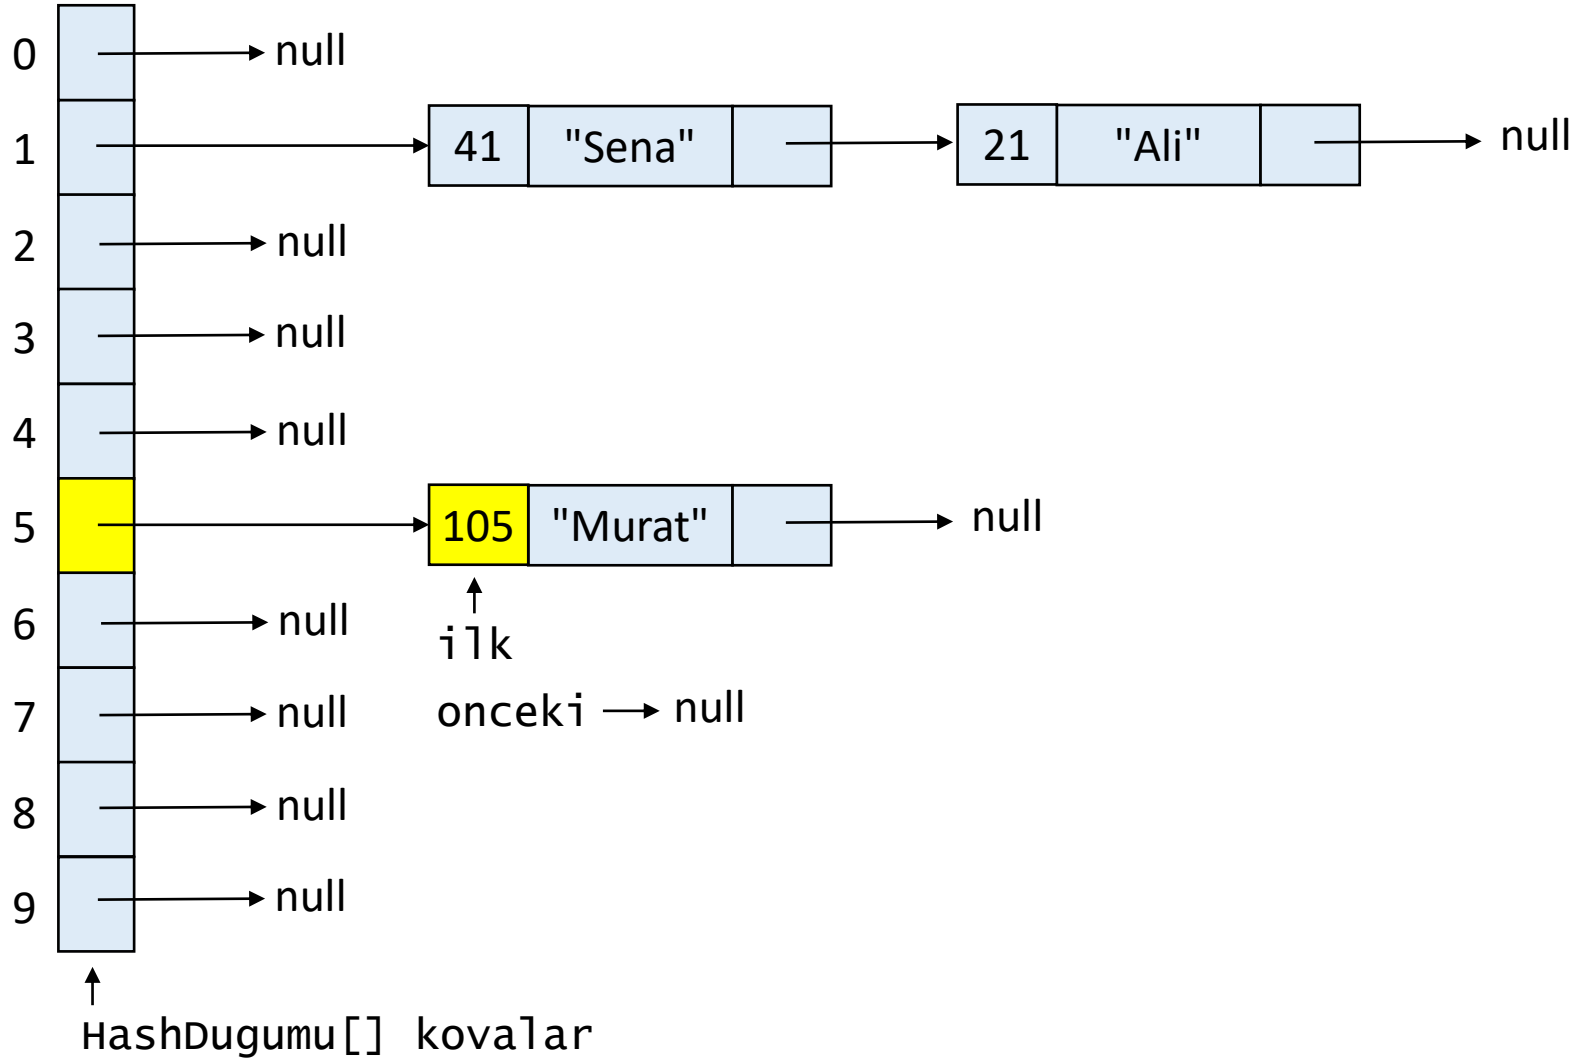 0 null
1 41 "Sena" 21 "Ali" null
2 null
3 null
4 null
5 105 "Murat" null
6 null
ilk
7 onceki null
null
8 null
9 null
HashDugumu[] kovalar